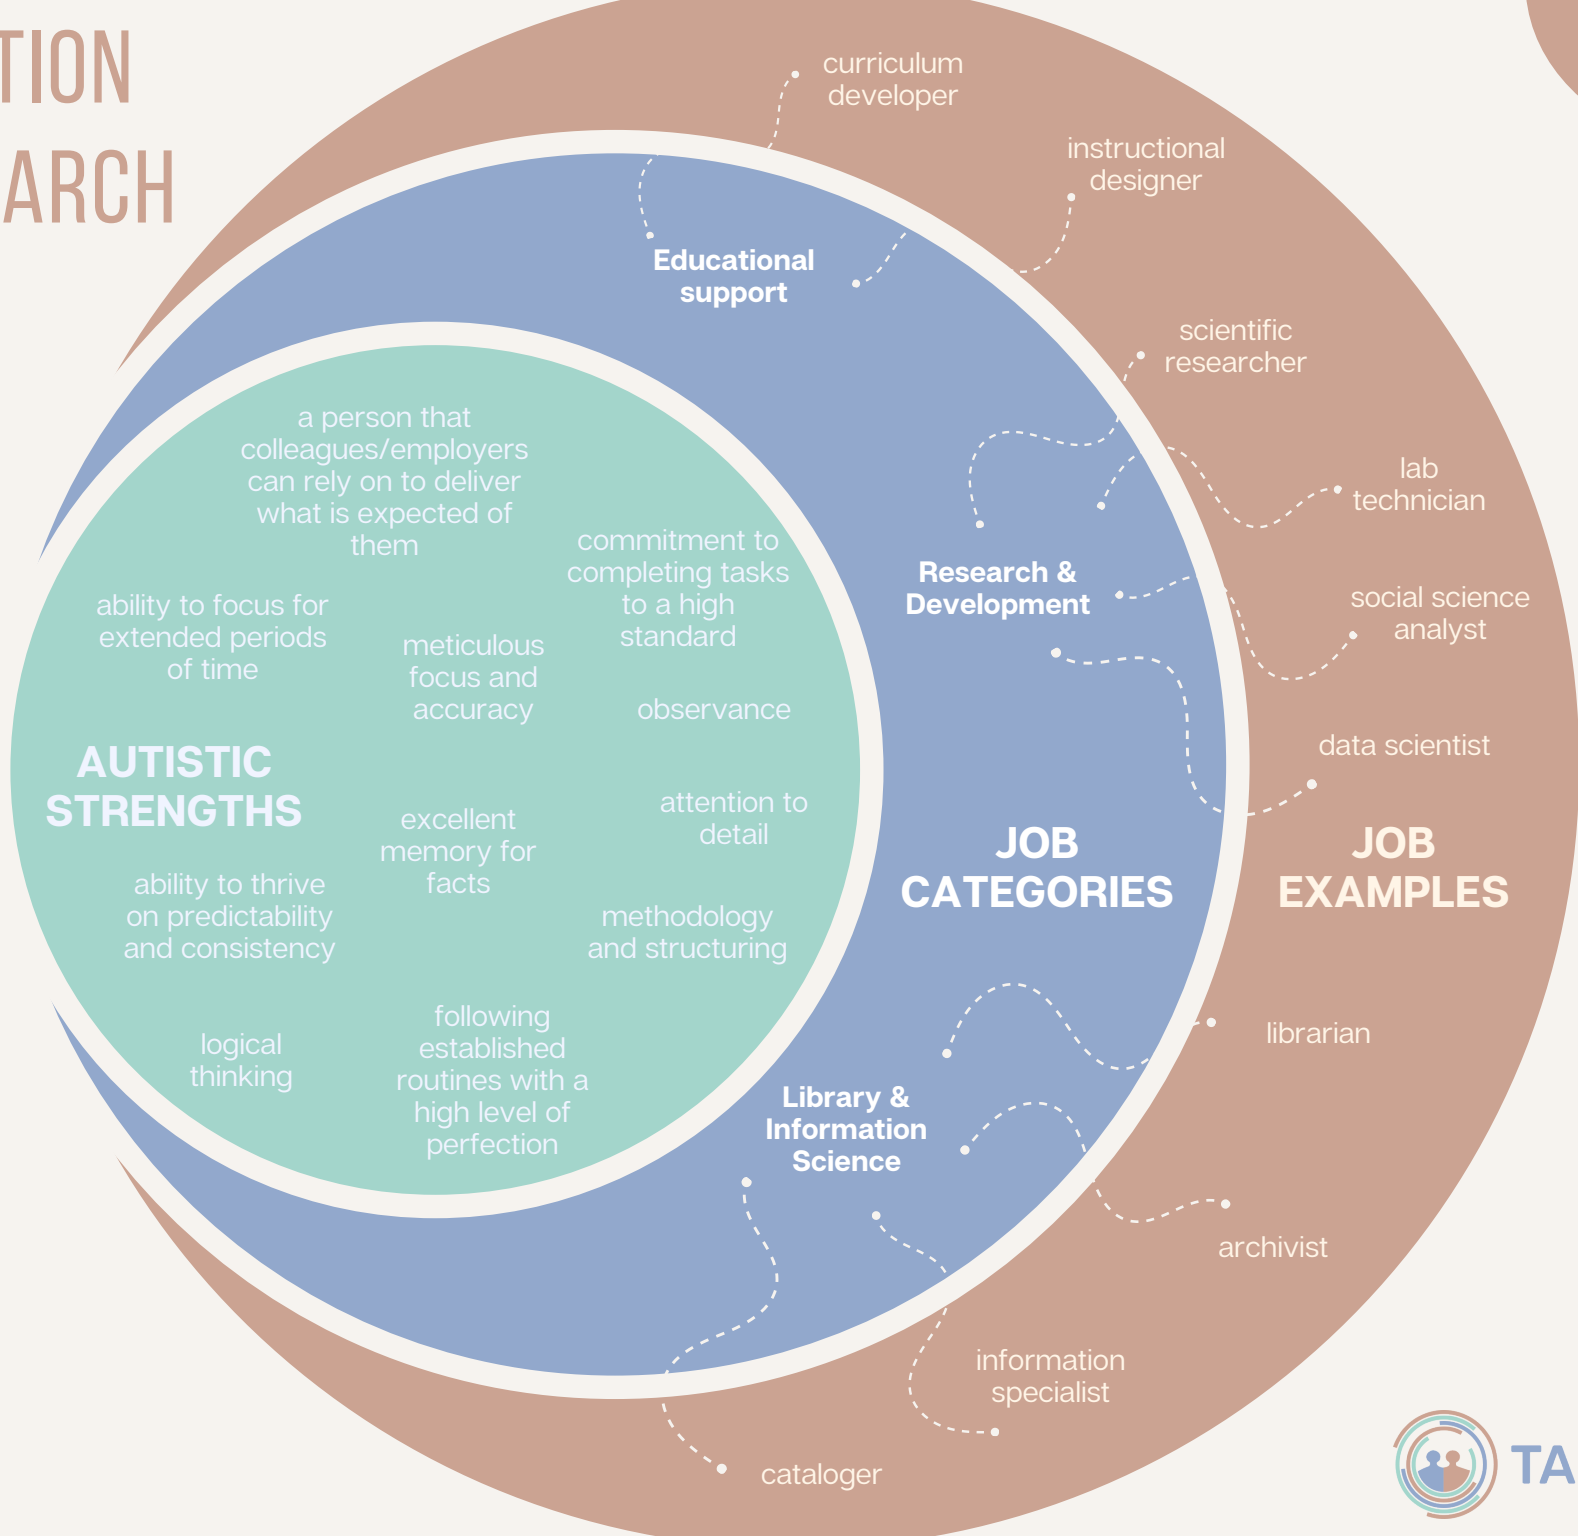 TION
ARCH
curriculum
developer
instructional
designer
scientific
researcher
lab
technician
social science
analyst
data scientist
JOB
EXAMPLES
librarian
archivist
information
specialist
cataloger
Educational
support
Research &
Development
JOB
CATEGORIES
Library &
Information
Science
a person that
colleagues/employers
can rely on to deliver
what is expected of
them
commitment to
completing tasks
to a high
standard
ability to focus for
extended periods
of time
meticulous
focus and
accuracy
observance
AUTISTIC
STRENGTHS
attention to
detail
excellent
memory for
facts
ability to thrive
on predictability
and consistency
methodology
and structuring
logical
thinking
following
established
routines with a
high level of
perfection
TA